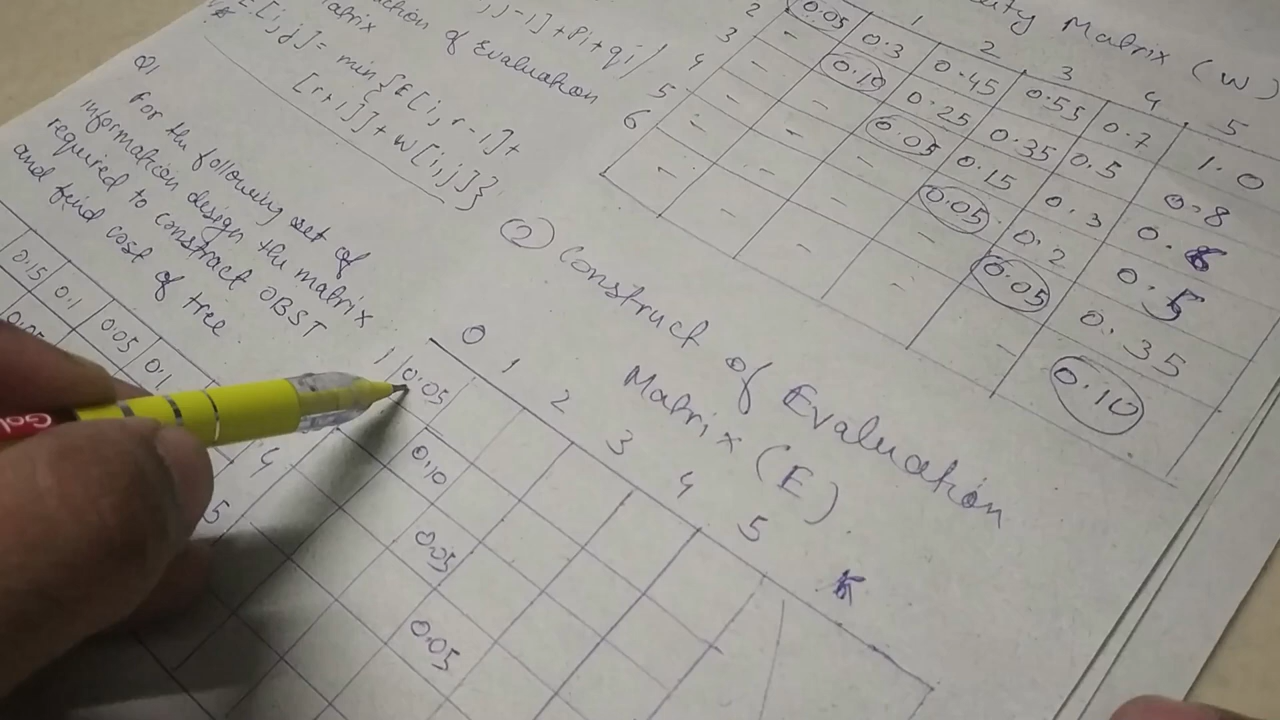 j-1] + Pi + qj
Matrix
of Evaluation
E[i,j] = min {E[i, r-1] +
[r+1j] + w[i,j]}
Q1
For the following set of
information design the matrix
required to construct OBST
and find cost of tree.
0.15 0.1 0.05 0.1
Matrix (W)
1 2 3 4 5
0.05 0.3 0.45 0.55 0.7 1.0
2 - 0.10 0.25 0.35 0.5 0.8
3 - - 0.05 0.15 0.3 0.6
4 - - - 0.05 0.2 0.5
5 - - - - 0.05 0.35
6 - - - - - 0.10
② Construct of Evaluation
Matrix (E).
0 1 2 3 4 5
1 0.05
0.10
0.05
0.05
4
5
Gol